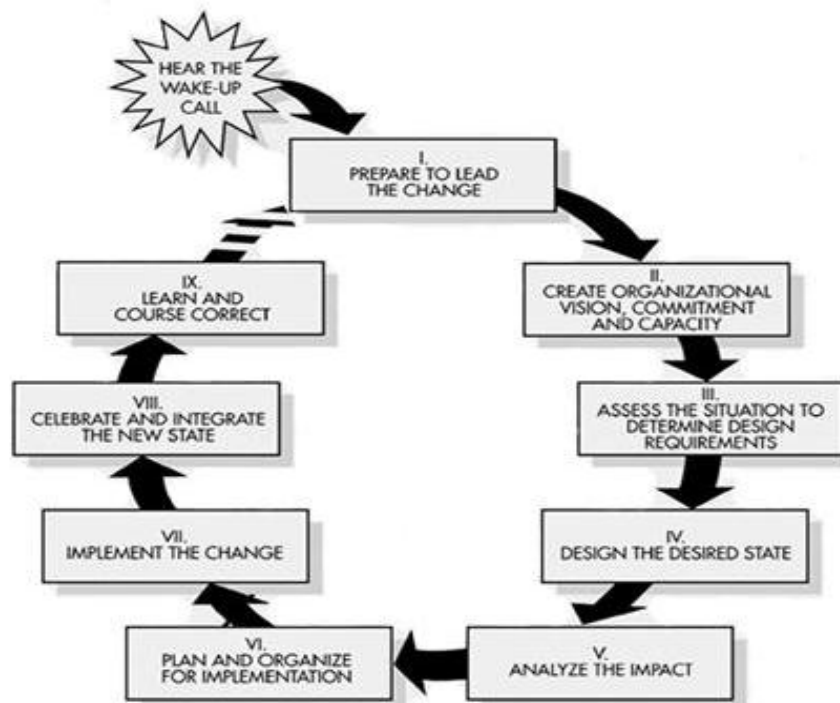 HEAR THE
WAKE-UP
CALL
I.
PREPARE TO LEAD
THE CHANGE
II.
CREATE ORGANIZATIONAL
VISION, COMMITMENT
AND CAPACITY
III.
ASSESS THE SITUATION TO
DETERMINE DESIGN
REQUIREMENTS
IV.
DESIGN THE DESIRED STATE
V.
ANALYZE THE IMPACT
VI.
PLAN AND ORGANIZE
FOR IMPLEMENTATION
VII.
IMPLEMENT THE CHANGE
VIII.
CELEBRATE AND INTEGRATE
THE NEW STATE
IX.
LEARN AND
COURSE CORRECT